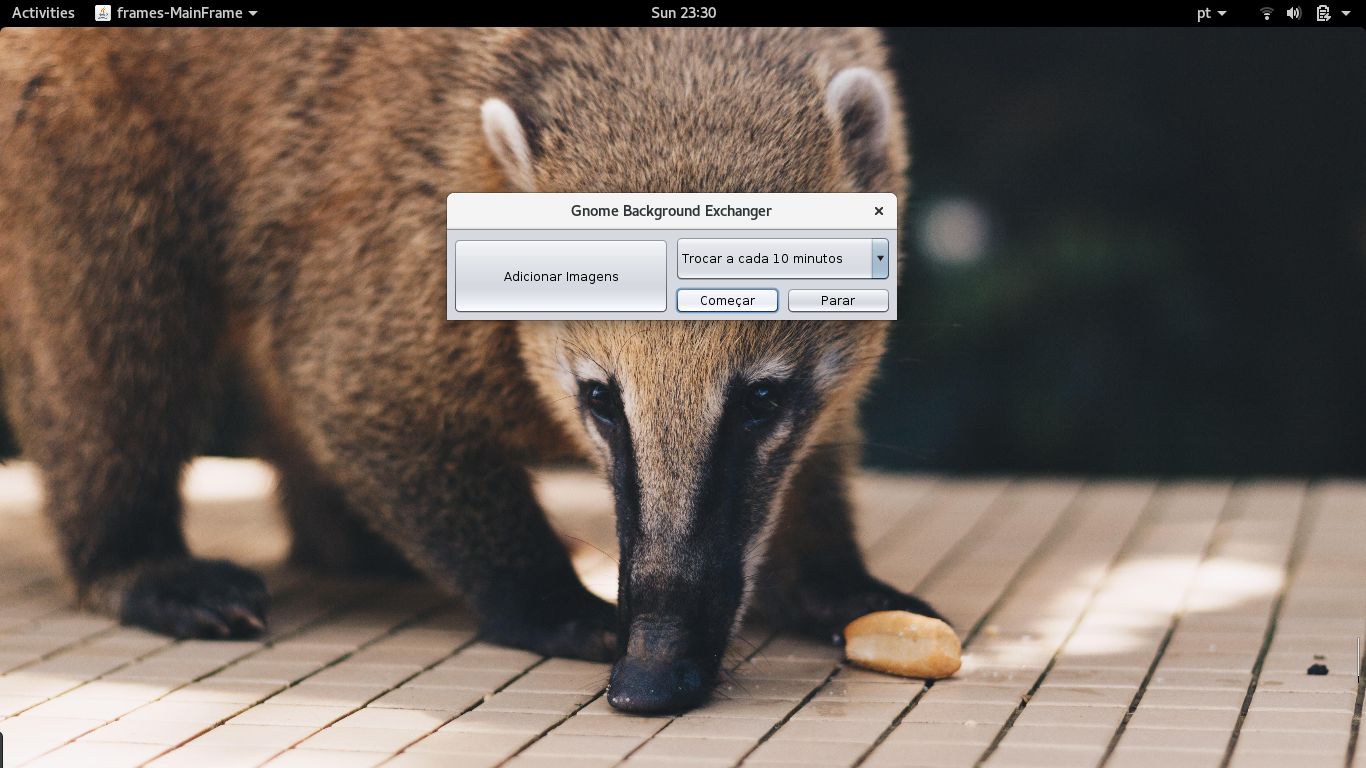 Activities frames-MainFrame Sun 23:30 pt
Gnome Background Exchanger
Adicionar Imagens
Trocar a cada 10 minutos
Começar Parar